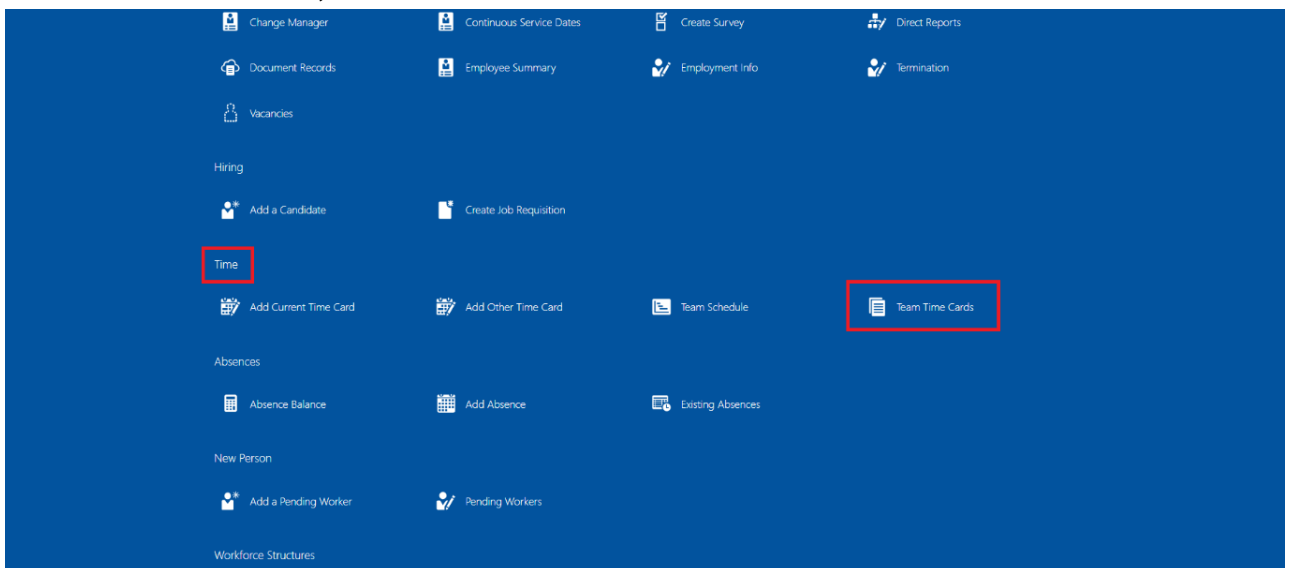 Change Manager Continuous Service Dates Create Survey Direct Reports
Document Records Employee Summary Employment Info Termination
Vacancies
Hiring
Add a Candidate Create Job Requisition
Time
Add Current Time Card Add Other Time Card Team Schedule Team Time Cards
Absences
Absence Balance Add Absence Existing Absences
New Person
Add a Pending Worker Pending Workers
Workforce Structures